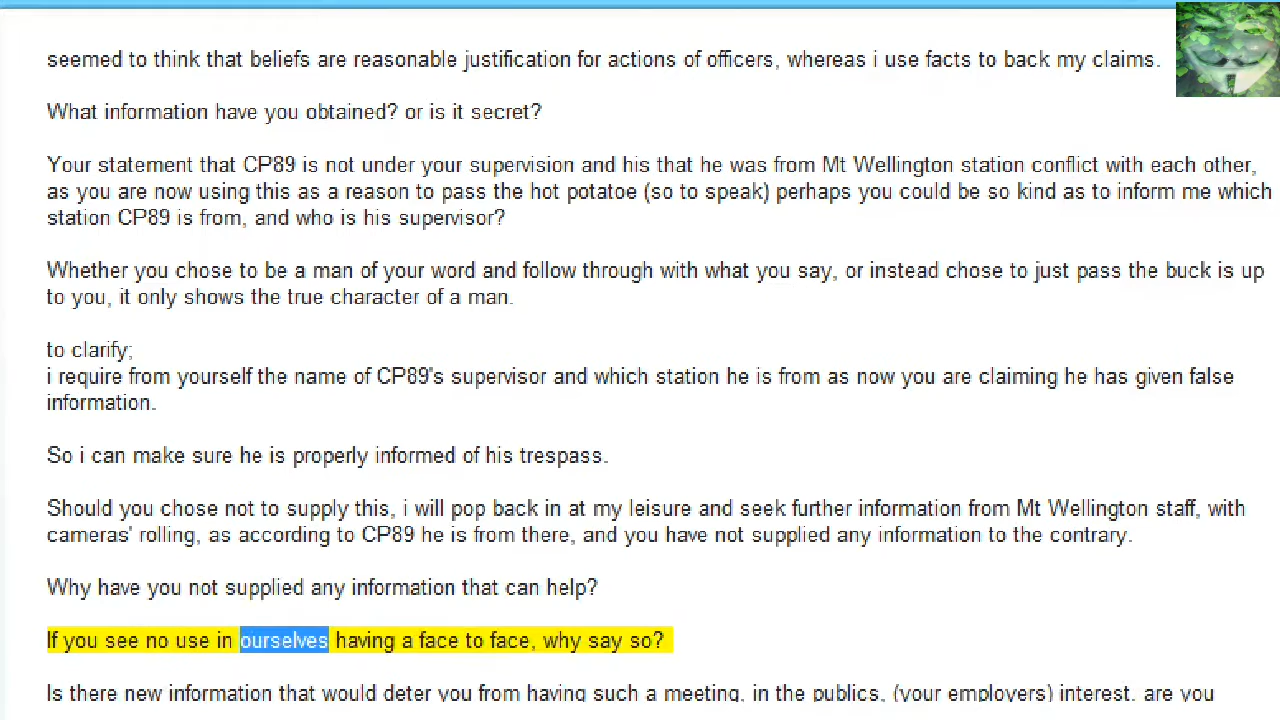 seemed to think that beliefs are reasonable justification for actions of officers, whereas i use facts to back my claims.
What information have you obtained? or is it secret?
Your statement that CP89 is not under your supervision and his that he was from Mt Wellington station conflict with each other,
as you are now using this as a reason to pass the hot potatoe (so to speak) perhaps you could be so kind as to inform me which
station CP89 is from, and who is his supervisor?
Whether you chose to be a man of your word and follow through with what you say, or instead chose to just pass the buck is up
to you, it only shows the true character of a man.
to clarify;
i require from yourself the name of CP89's supervisor and which station he is from as now you are claiming he has given false
information.
So i can make sure he is properly informed of his trespass.
Should you chose not to supply this, i will pop back in at my leisure and seek further information from Mt Wellington staff, with
cameras' rolling, as according to CP89 he is from there, and you have not supplied any information to the contrary.
Why have you not supplied any information that can help?
If you see no use in ourselves having a face to face, why say so?
Is there new information that would deter you from having such a meeting, in the publics, (your employers) interest, are you